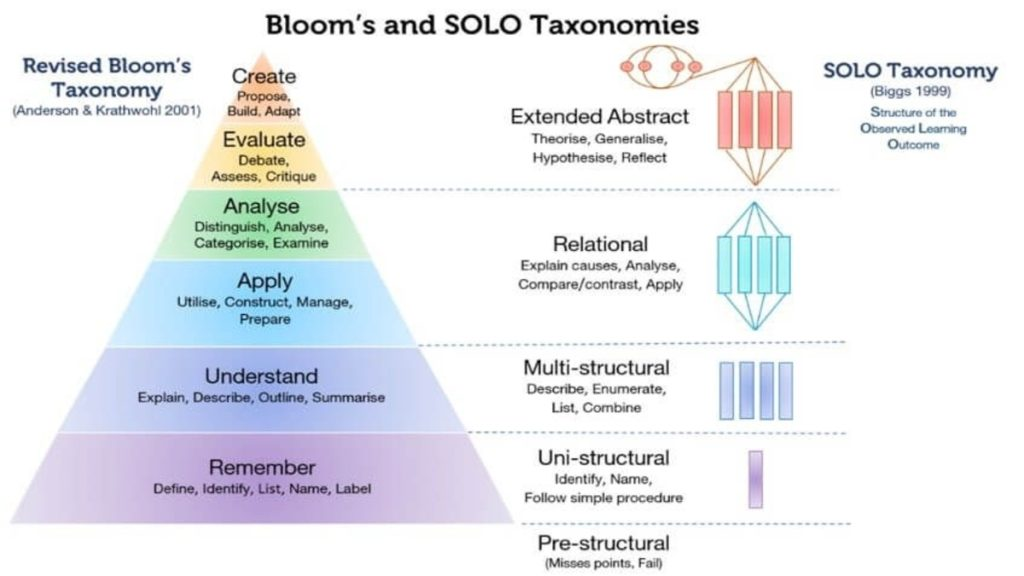 Bloom's and SOLO Taxonomies
Revised Bloom's
Taxonomy
(Anderson & Krathwohl 2001)
Create
Propose,
Build, Adapt
Evaluate
Debate,
Assess, Critique
Analyse
Distinguish, Analyse,
Categorise, Examine
Apply
Utilise, Construct, Manage,
Prepare
Understand
Explain, Describe, Outline, Summarise
Remember
Define, Identify, List, Name, Label
Extended Abstract
Theorise, Generalise,
Hypothesise, Reflect
Relational
Explain causes, Analyse,
Compare/contrast, Apply
Multi-structural
Describe, Enumerate,
List, Combine
Uni-structural
Identify, Name,
Follow simple procedure
Pre-structural
(Misses points, Fail)
SOLO Taxonomy
(Biggs 1999)
Structure of the
Observed Learning
Outcome